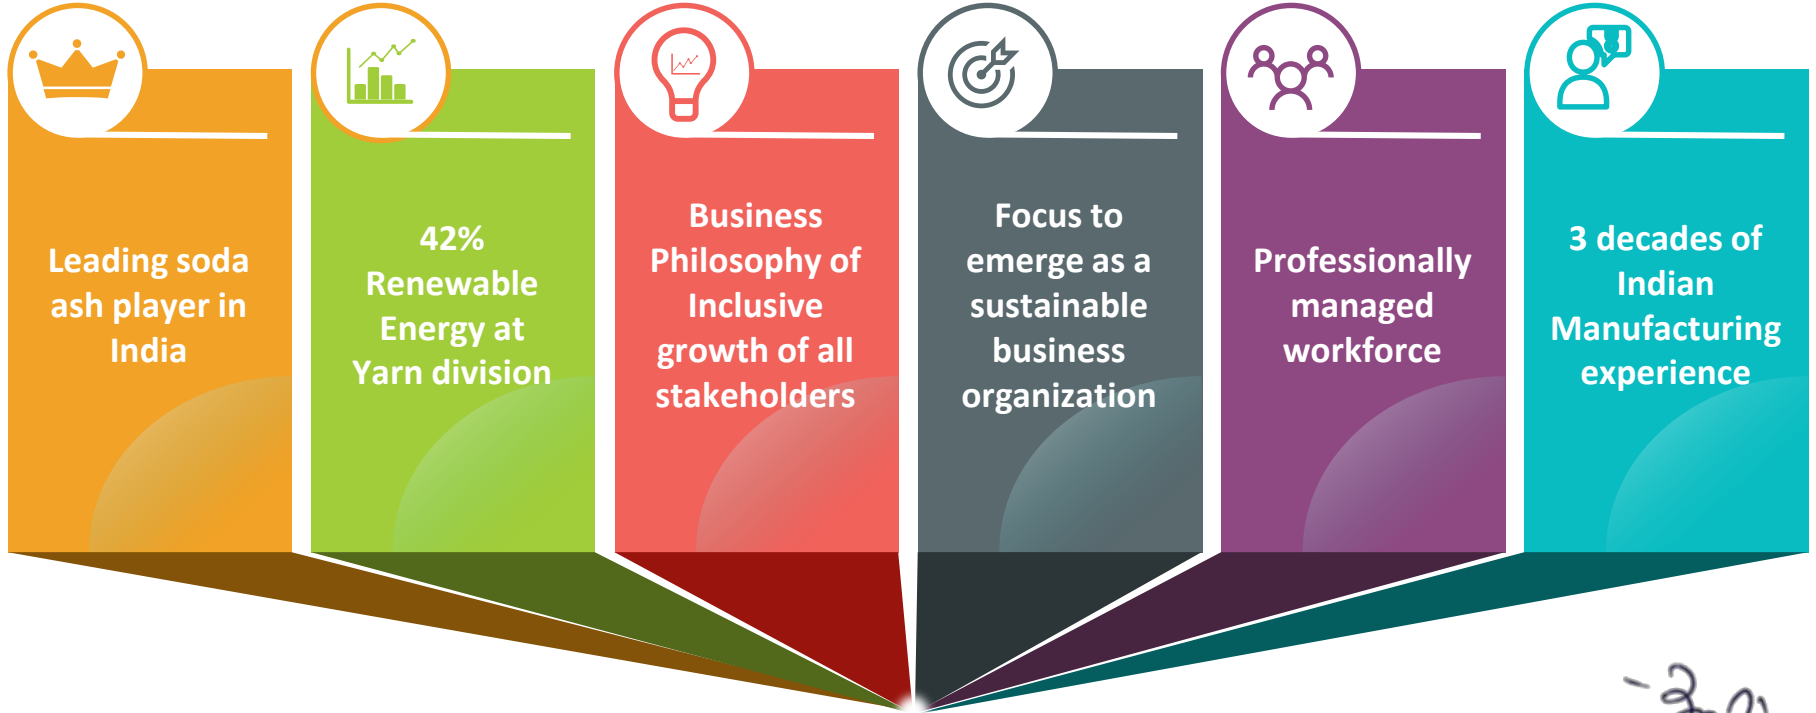 Leading soda
ash player in
India
42%
Renewable
Energy at
Yarn division
Business
Philosophy of
Inclusive
growth of all
stakeholders
Focus to
emerge as a
sustainable
business
organization
Professionally
managed
workforce
3 decades of
Indian
Manufacturing
experience